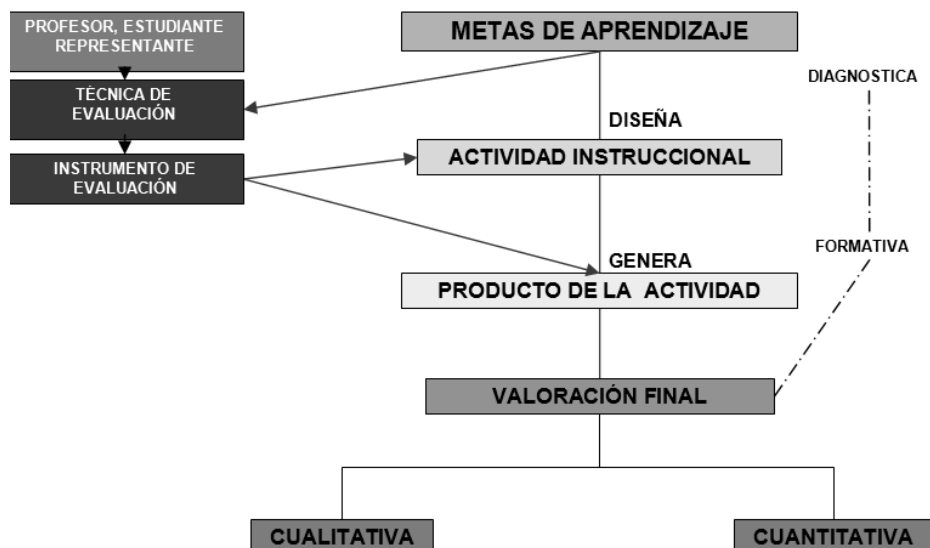 PROFESOR, ESTUDIANTE
REPRESENTANTE
METAS DE APRENDIZAJE
DIAGNOSTICA
TÈCNICA DE
EVALUACIÓN
DISEÑA
ACTIVIDAD INSTRUCCIONAL
INSTRUMENTO DE
EVALUACIÓN
FORMATIVA
GENERA
PRODUCTO DE LA ACTIVIDAD
VALORACIÓN FINAL
CUALITATIVA
CUANTITATIVA